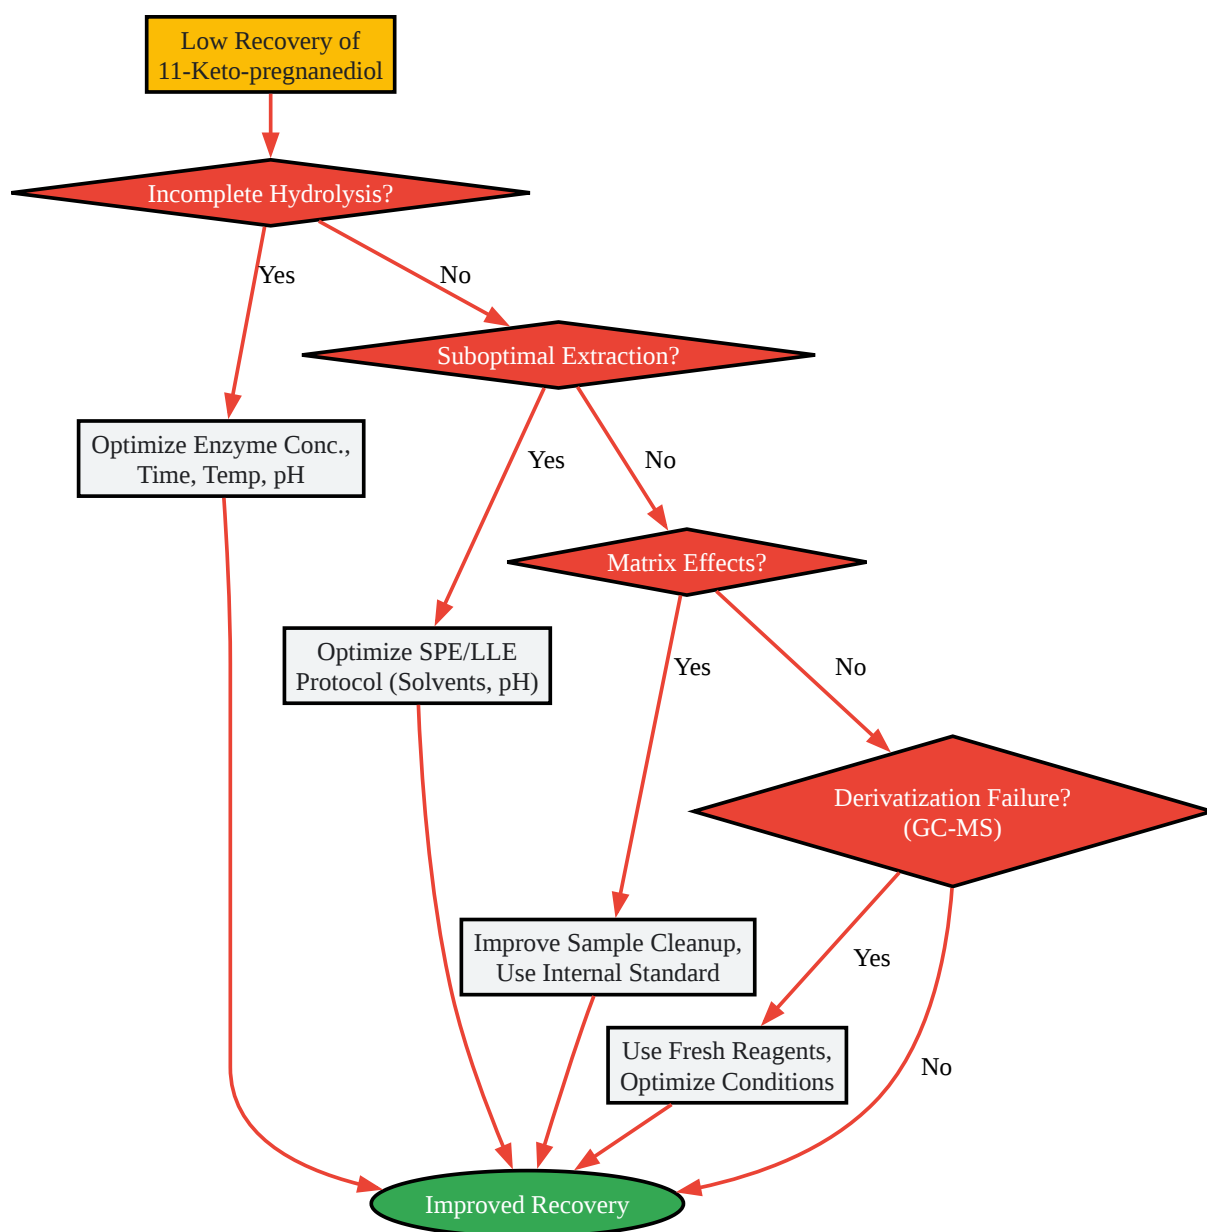 Low Recovery of
11-Keto-pregnanediol
Incomplete Hydrolysis?
Yes
No
Suboptimal Extraction?
Optimize Enzyme Conc.,
Time, Temp, pH
Yes
No
Matrix Effects?
Optimize SPE/LLE
Protocol (Solvents, pH)
Yes
No
Derivatization Failure?
(GC-MS)
Improve Sample Cleanup,
Use Internal Standard
Yes
Use Fresh Reagents,
Optimize Conditions
No
Improved Recovery